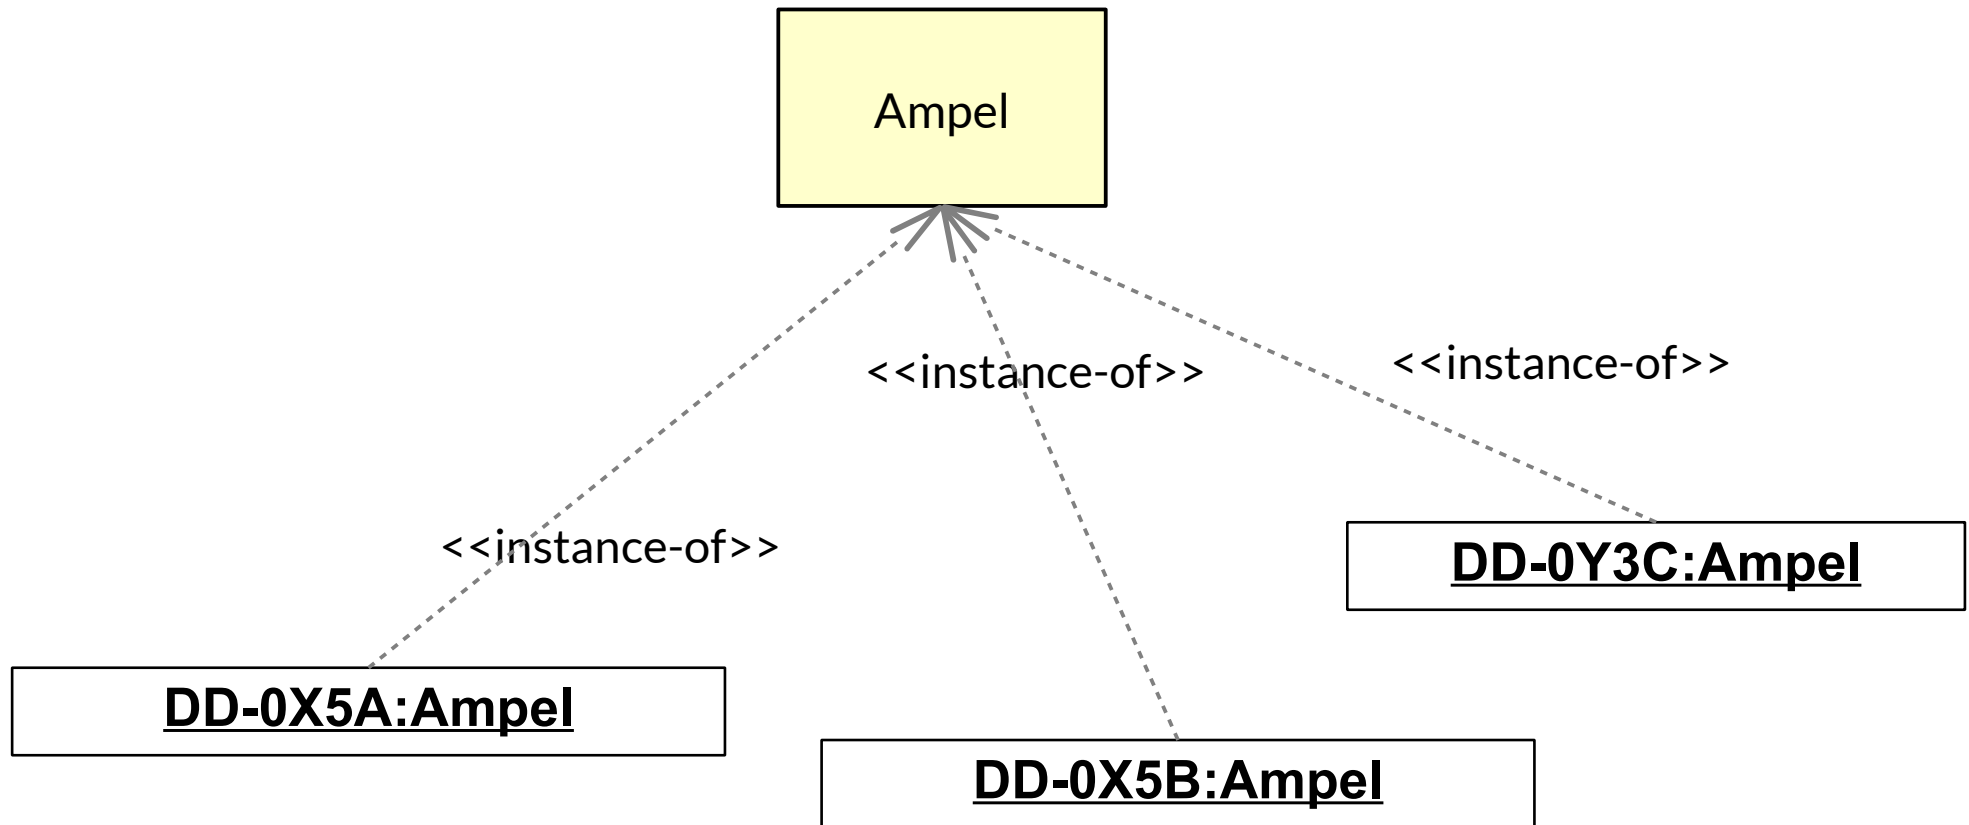 Ampel
<<instance-of>>
<<instance-of>>
<<instance-of>>
DD-0Y3C:Ampel
DD-0X5A:Ampel
DD-0X5B:Ampel